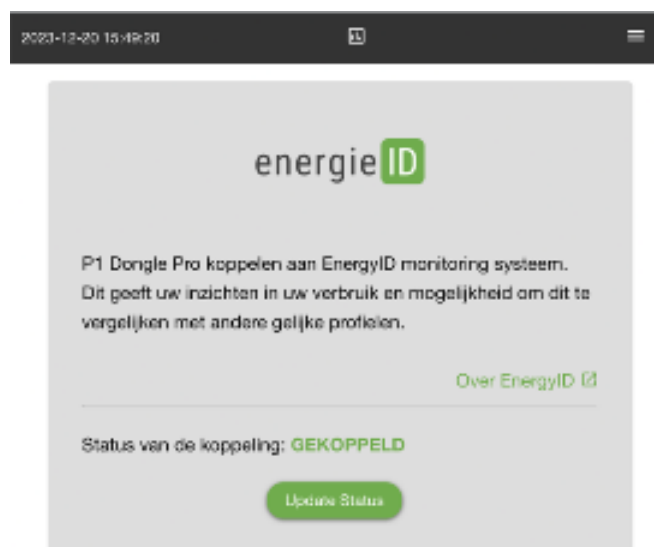 2023-12-20 15:49:20
energieID
P1 Dongle Pro koppelen aan EnergyID monitoring systeem.
Dit geeft uw inzichten in uw verbruik en mogelijkheid om dit te
vergelijken met andere gelijke profielen.
Over EnergyID
Status van de koppeling: GEKOPPELD
Update Status